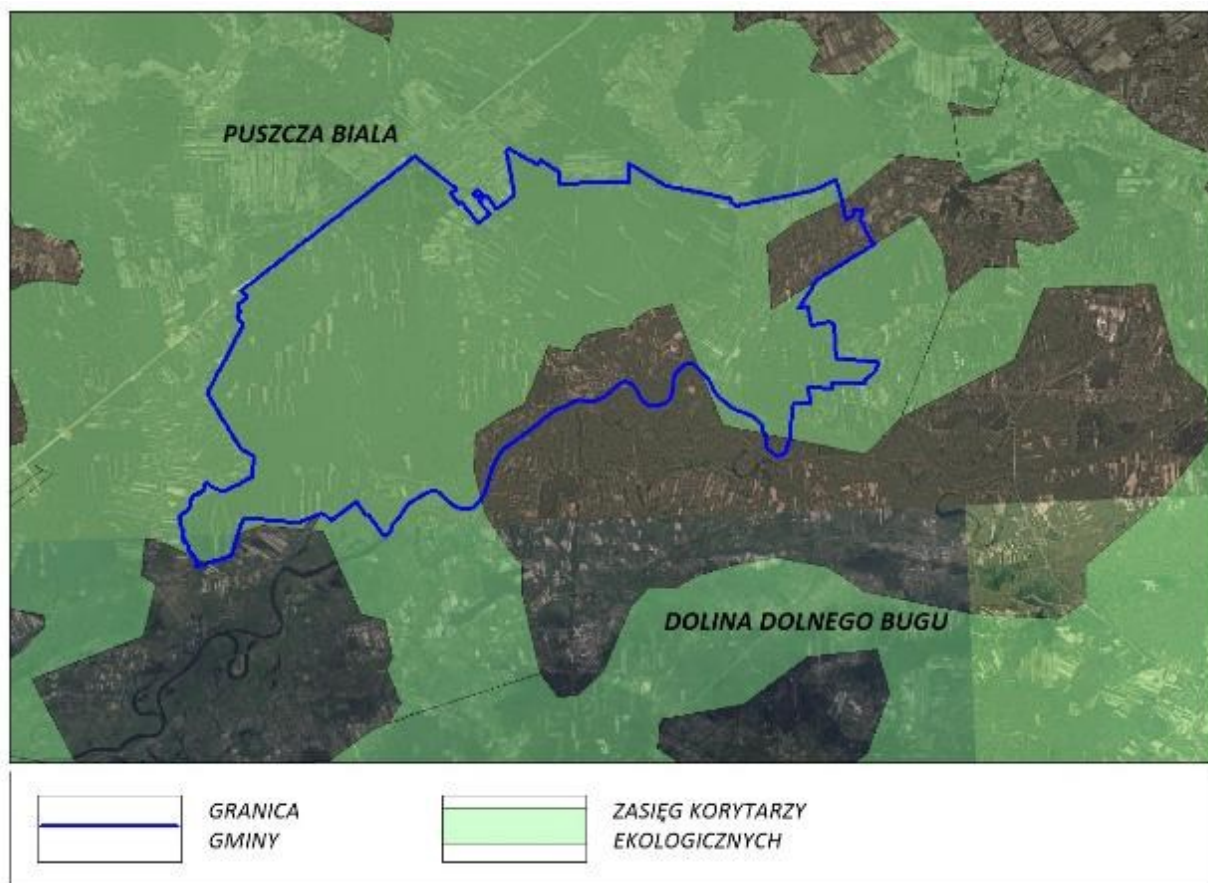 PUSZCZA BIALA
DOLINA DOLNEGO BUGU
GRANICA
GMINY
ZASIĘG KORYTARZY
EKOLOGICZNYCH